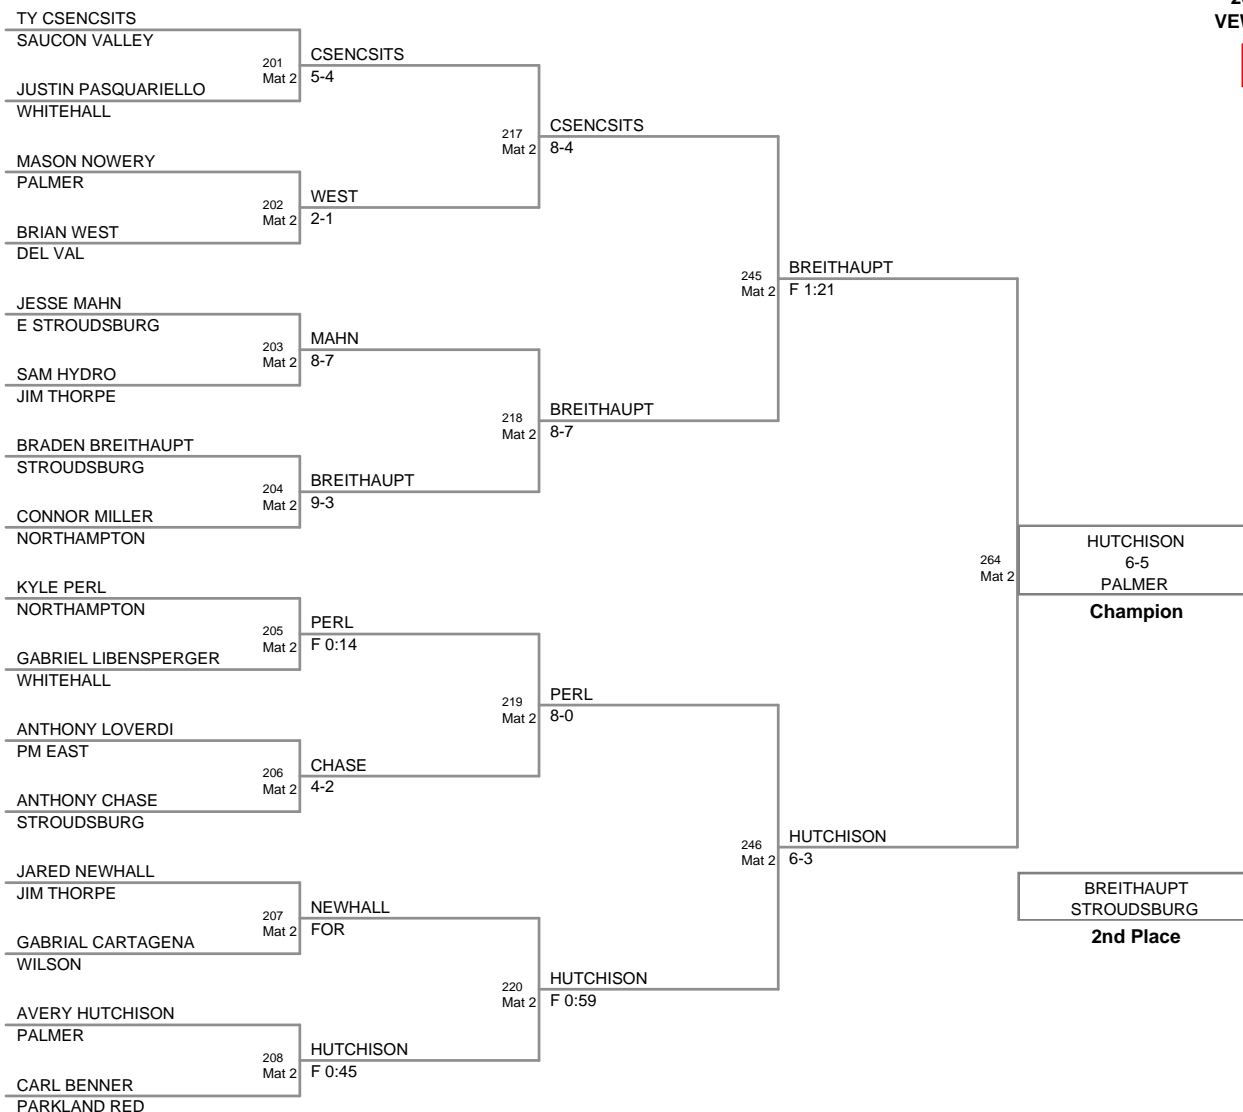 TY CSENCSITS
SAUCON VALLEY
201
Mat 2
CSENCSITS
5-4
JUSTIN PASQUARIELLO
WHITEHALL
217
Mat 2
CSENCSITS
8-4
MASON NOWERY
PALMER
202
Mat 2
WEST
2-1
BRIAN WEST
DEL VAL
245
Mat 2
BREITHAUPT
F 1:21
JESSE MAHN
E STROUDSBURG
203
Mat 2
MAHN
8-7
SAM HYDRO
JIM THORPE
218
Mat 2
BREITHAUPT
8-7
BRADEN BREITHAUPT
STROUDSBURG
204
Mat 2
BREITHAUPT
9-3
CONNOR MILLER
NORTHAMPTON
264
Mat 2
HUTCHISON
6-5
PALMER
Champion
KYLE PERL
NORTHAMPTON
205
Mat 2
PERL
F 0:14
GABRIEL LIBENSPERGER
WHITEHALL
219
Mat 2
PERL
8-0
ANTHONY LOVERDI
PM EAST
206
Mat 2
CHASE
4-2
ANTHONY CHASE
STROUDSBURG
246
Mat 2
HUTCHISON
6-3
JARED NEWHALL
JIM THORPE
207
Mat 2
NEWHALL
FOR
GABRIAL CARTAGENA
WILSON
220
Mat 2
HUTCHISON
F 0:59
AVERY HUTCHISON
PALMER
208
Mat 2
HUTCHISON
F 0:45
CARL BENNER
PARKLAND RED
BREITHAUPT
STROUDSBURG
2nd Place